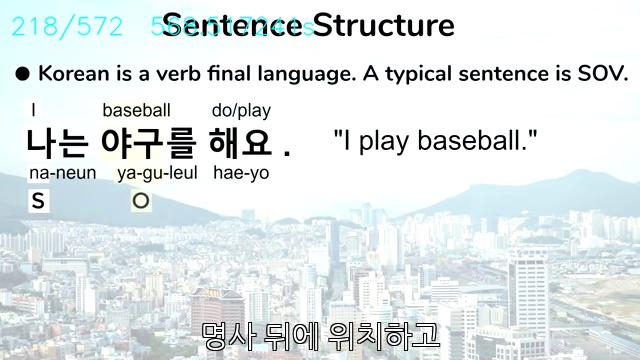 Sentence Structure
218/572
● Korean is a verb final language. A typical sentence is SOV.
I baseball do/play
나는 야구를 해요 . "I play baseball."
na-neun ya-gu-leul hae-yo
S O
명사 뒤에 위치하고